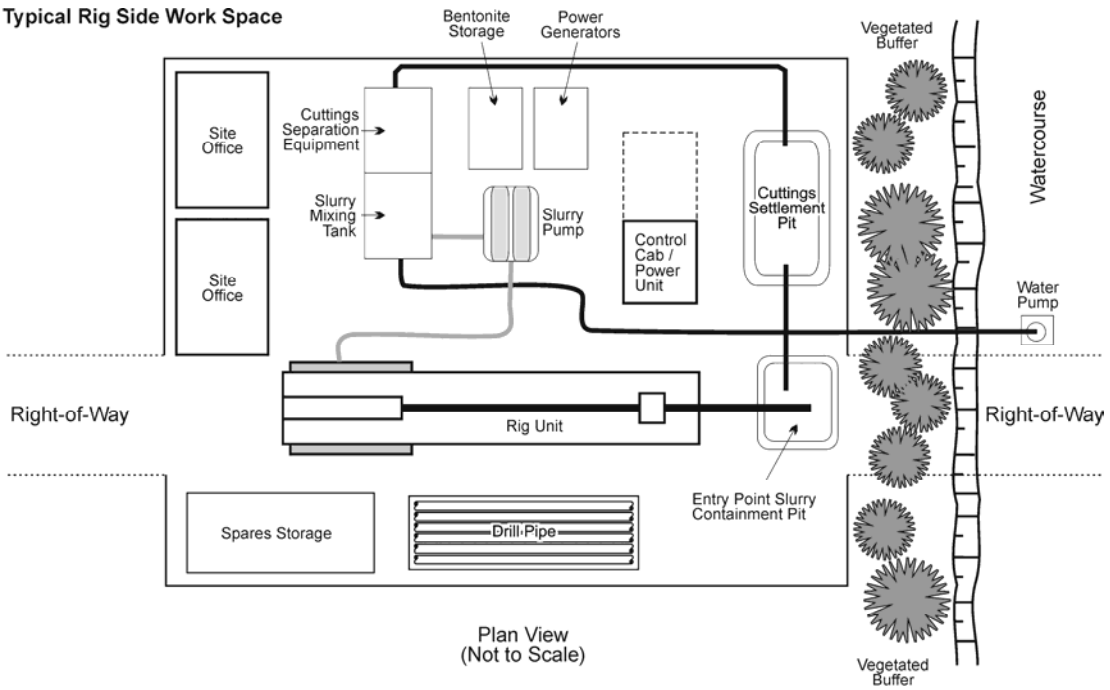 Typical Rig Side Work Space
Bentonite
Storage
Power
Generators
Vegetated
Buffer
Site
Office
Cuttings
Separation
Equipment
Slurry
Mixing
Tank
Slurry
Pump
Cuttings
Settlement
Pit
Watercourse
Site
Office
Control
Cab /
Power
Unit
Water
Pump
Right-of-Way
Rig Unit
Right-of-Way
Entry Point Slurry
Containment Pit
Spares Storage
Drill Pipe
Plan View
(Not to Scale)
Vegetated
Buffer